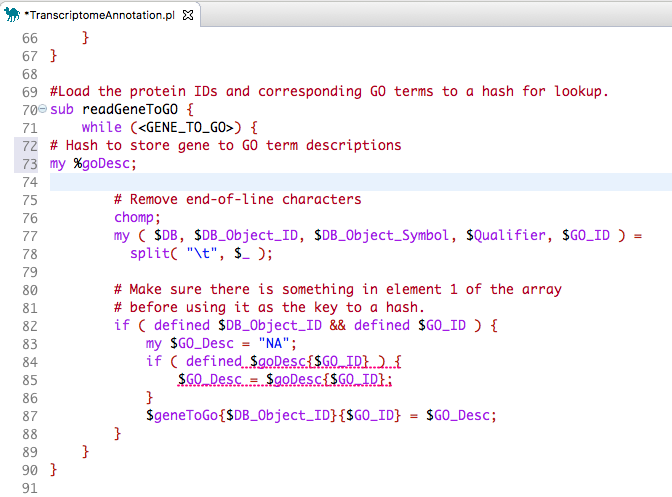 *TranscriptomeAnnotation.pl
66         }
67 }
68
69 #Load the protein IDs and corresponding GO terms to a hash for lookup.
70 sub readGeneToGO {
71     while (<GENE_TO_GO>) {
72 # Hash to store gene to GO term descriptions
73 my %goDesc;
74
75         # Remove end-of-line characters
76         chomp;
77         my ( $DB, $DB_Object_ID, $DB_Object_Symbol, $Qualifier, $GO_ID ) =
78           split( "\t", $_ );
79
80         # Make sure there is something in element 1 of the array
81         # before using it as the key to a hash.
82         if ( defined $DB_Object_ID && defined $GO_ID ) {
83             my $GO_Desc = "NA";
84             if ( defined $goDesc{$GO_ID} ) {
85                 $GO_Desc = $goDesc{$GO_ID};
86             }
87             $geneToGo{$DB_Object_ID}{$GO_ID} = $GO_Desc;
88         }
89     }
90 }
91